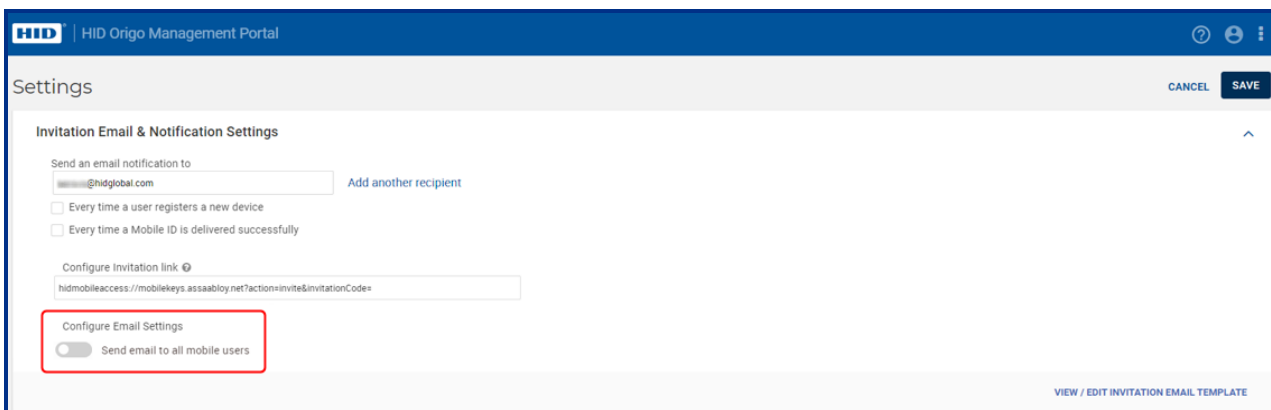 HID HID Origo Management Portal
Settings
CANCEL SAVE
Invitation Email & Notification Settings
Send an email notification to
@hidglobal.com Add another recipient
Every time a user registers a new device
Every time a Mobile ID is delivered successfully
Configure Invitation link
hidmobileaccess://mobilekeys.assaabloy.net?action=invite&invitationCode=
Configure Email Settings
Send email to all mobile users
VIEW / EDIT INVITATION EMAIL TEMPLATE